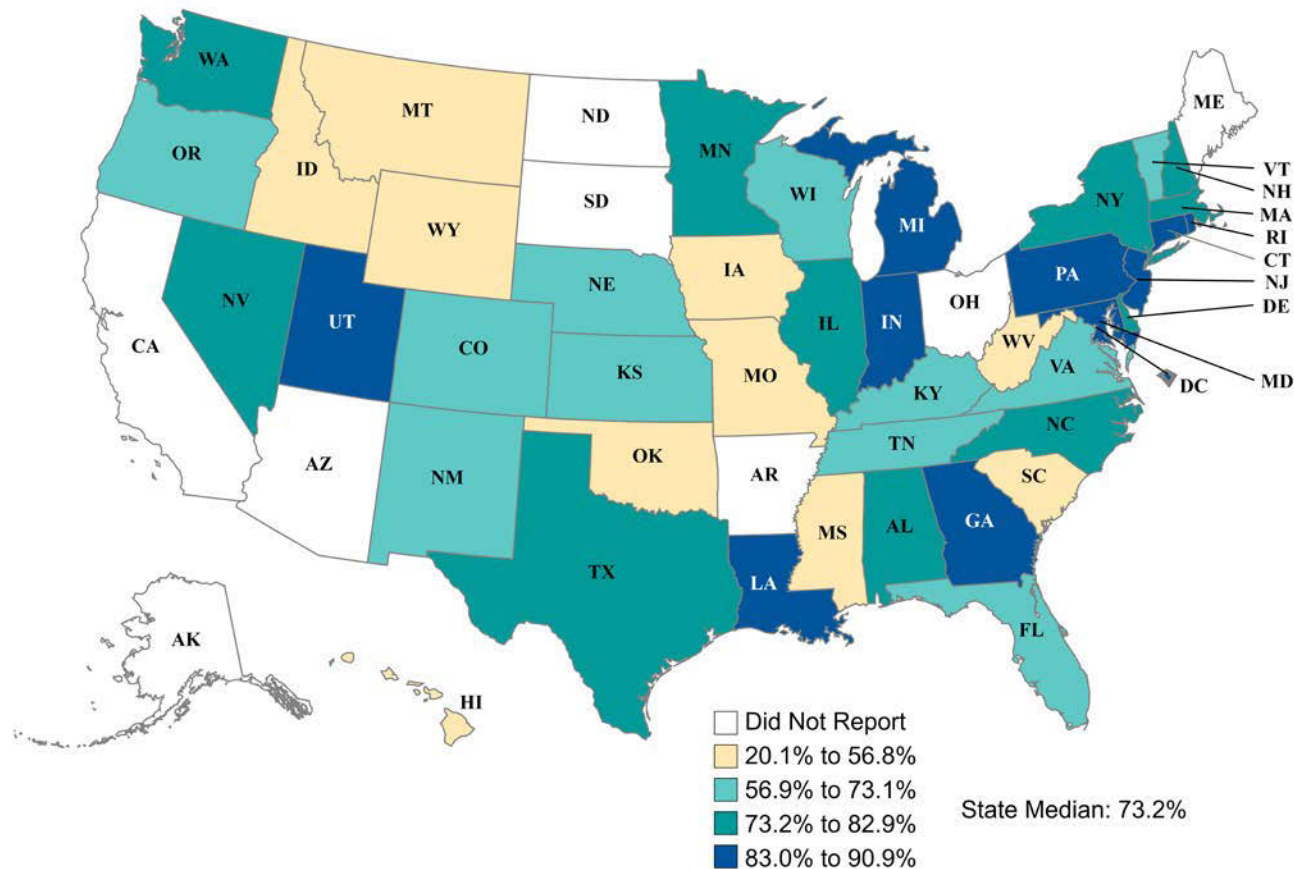 WA
MT
ND
ME
OR
MN
ID
SD
WI
VT
NH
NY
MA
WY
MI
RI
CT
IA
PA
NJ
NE
NV
OH
DE
UT
IL
IN
CA
CO
WV
KS
MO
VA
KY
DC
MD
NC
TN
AZ
OK
NM
AR
SC
MS
AL
GA
TX
LA
FL
AK
HI
Did Not Report
20.1% to 56.8%
56.9% to 73.1%
State Median: 73.2%
73.2% to 82.9%
83.0% to 90.9%